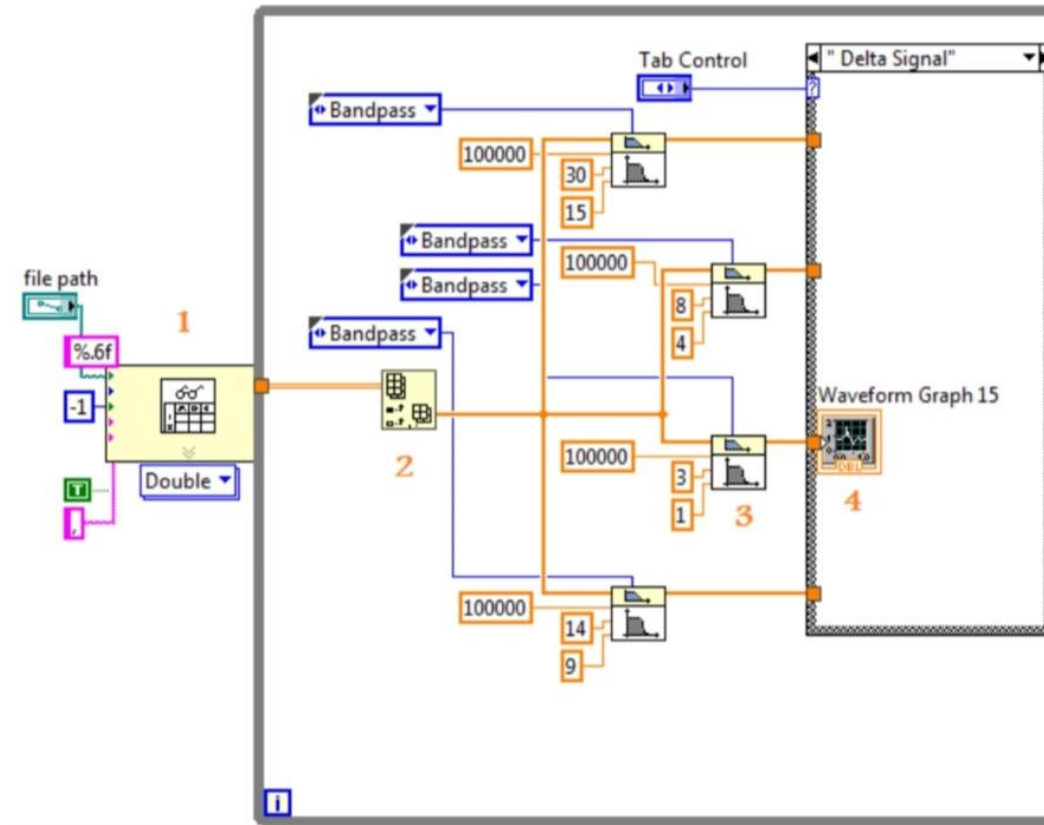 " Delta Signal"
Tab Control
Bandpass
100000
30
15
Bandpass
100000
Bandpass
8
4
file path
1
Bandpass
%.6f
-1
2
Waveform Graph 15
100000
3
1
3
4
DBL
Double
T
,
100000
14
9
i
?